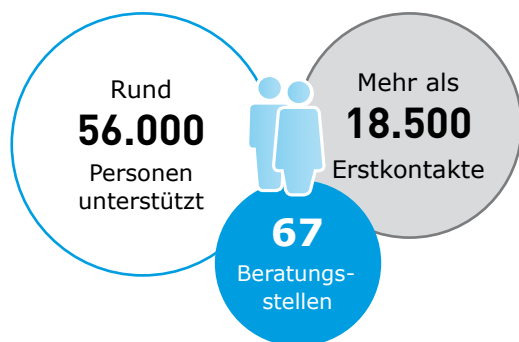 Rund
56.000
Personen
unterstützt
Mehr als
18.500
Erstkontakte
67
Beratungs-
stellen